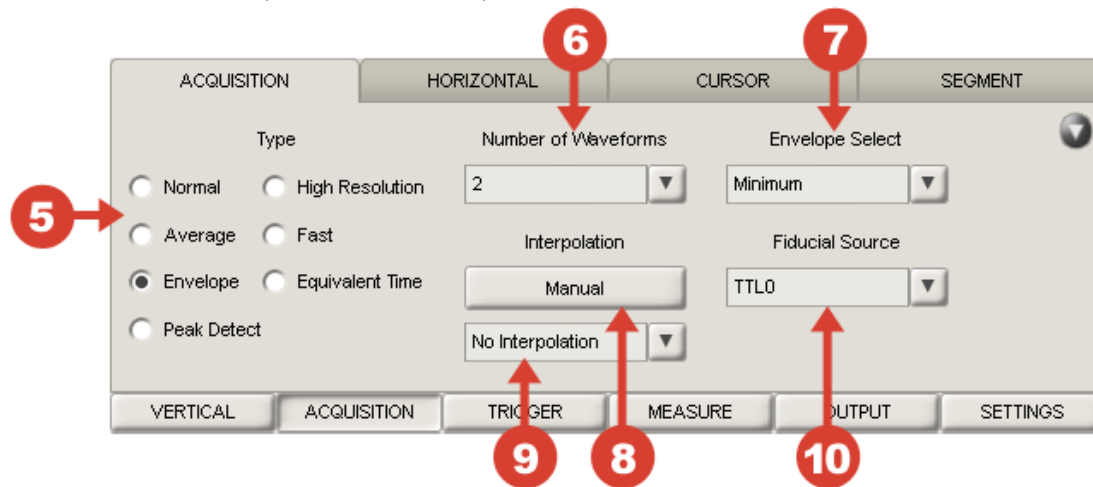 6 7
ACQUISITION HORIZONTAL CURSOR SEGMENT
Type Number of Waveforms Envelope Select
Normal High Resolution 2 Minimum
5
Average Fast Interpolation Fiducial Source
Envelope Equivalent Time Manual TTL0
Peak Detect No Interpolation
VERTICAL ACQUISITION TRIGGER MEASURE OUTPUT SETTINGS
9 8 10